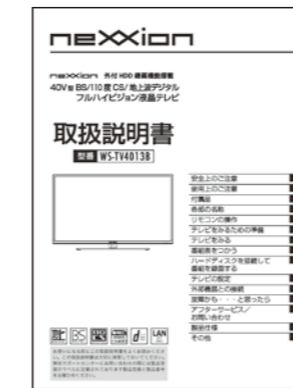 neXXion
neXXion 外付HDD録画機能搭載
40V型 BS/110度CS/地上波デジタル
フルハイビジョン液晶テレビ
取扱説明書
型番 WS-TV4013B
安全上のご注意
使用上のご注意
付属品
各部の名称
リモコンの操作
テレビをみるための準備
テレビをみる
番組表をつかう
ハードディスクを接続して
番組を録画する
テレビの設定
外部機器との接続
故障かも・・・と思ったら
アフターサービス/
お問い合わせ
製品仕様
その他
BS
LAN